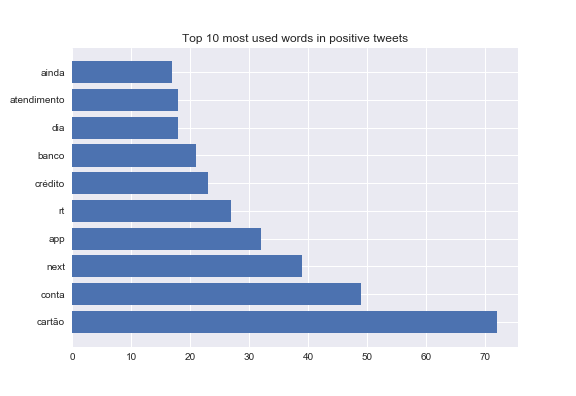 Top 10 most used words in positive tweets
ainda
atendimento
dia
banco
crédito
rt
app
next
conta
cartão
0 10 20 30 40 50 60 70